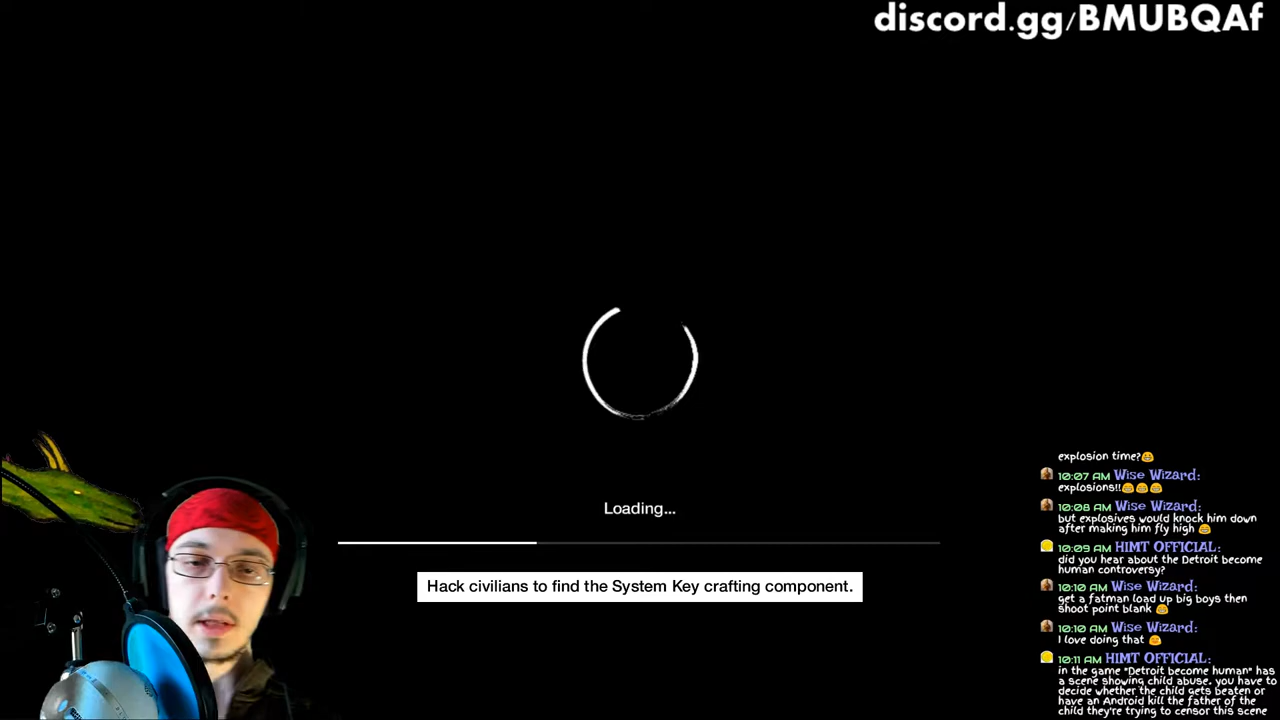 discord.gg/BMUBQAf
Loading...
Hack civilians to find the System Key crafting component.
explosion time?
10:07 AM Wise Wizard:
explosions!!
10:08 AM Wise Wizard:
but explosives would knock him down
after making him fly high
10:09 AM HIMT OFFICIAL:
did you hear about the Detroit become
human controversy?
10:10 AM Wise Wizard:
get a fatman load up big boys then
shoot point blank
10:10 AM Wise Wizard:
I love doing that
10:11 AM HIMT OFFICIAL:
in the game "Detroit become human" has
a scene showing child abuse. you have to
decide whether the child gets beaten or
have an Android kill the father of the
child they're trying to censor this scene